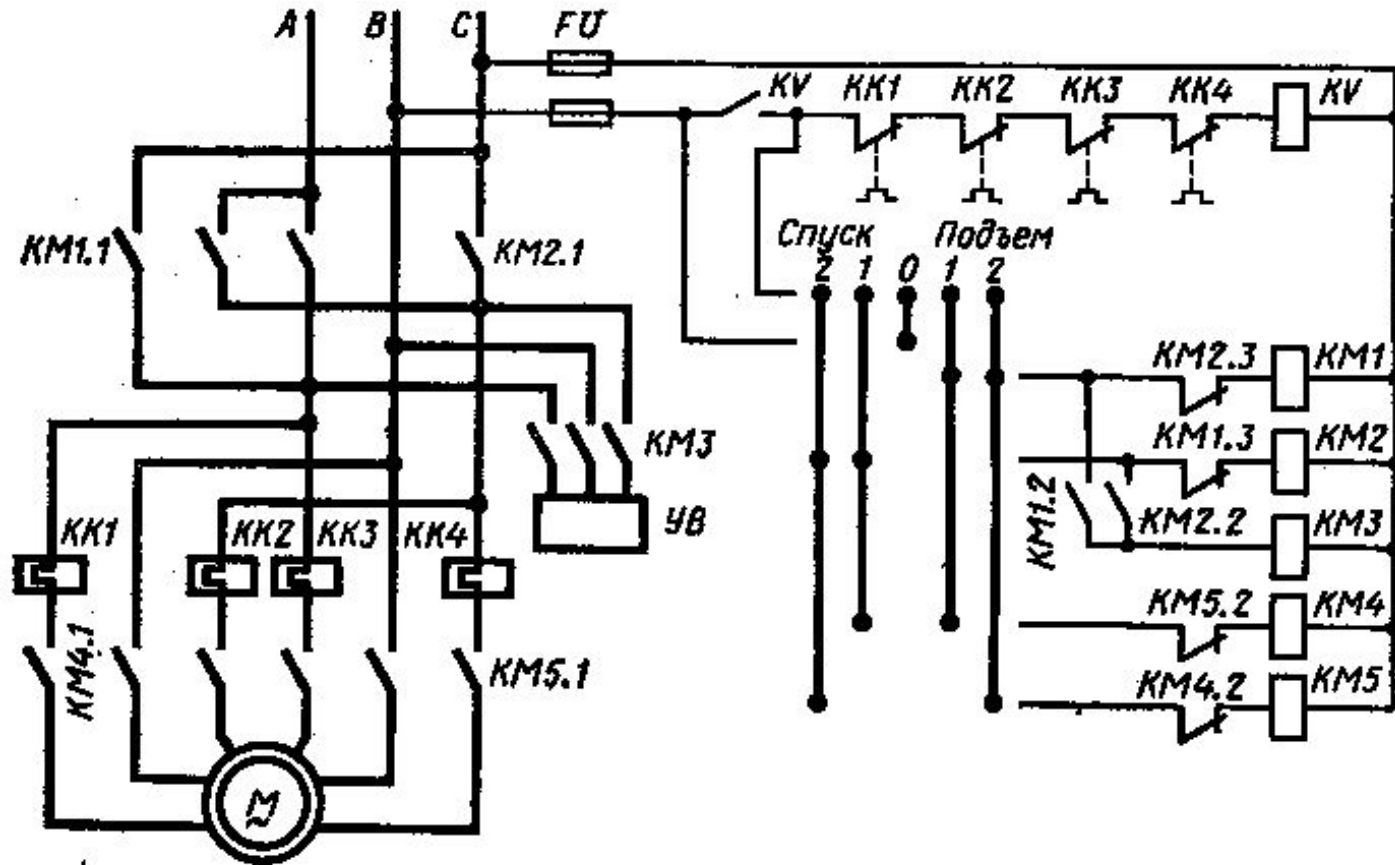 A B C FU
KV KK1 KK2 KK3 KK4 KV
Спуск Подъем
2 1 0 1 2
KM1.1 KM2.1
KM2.3 KM1
KM3 KM1.3 KM2
УВ KM1.2 KM2.2 KM3
KK1 KK2 KK3 KK4
KM5.2 KM4
KM4.1 KM5.1
KM4.2 KM5
M